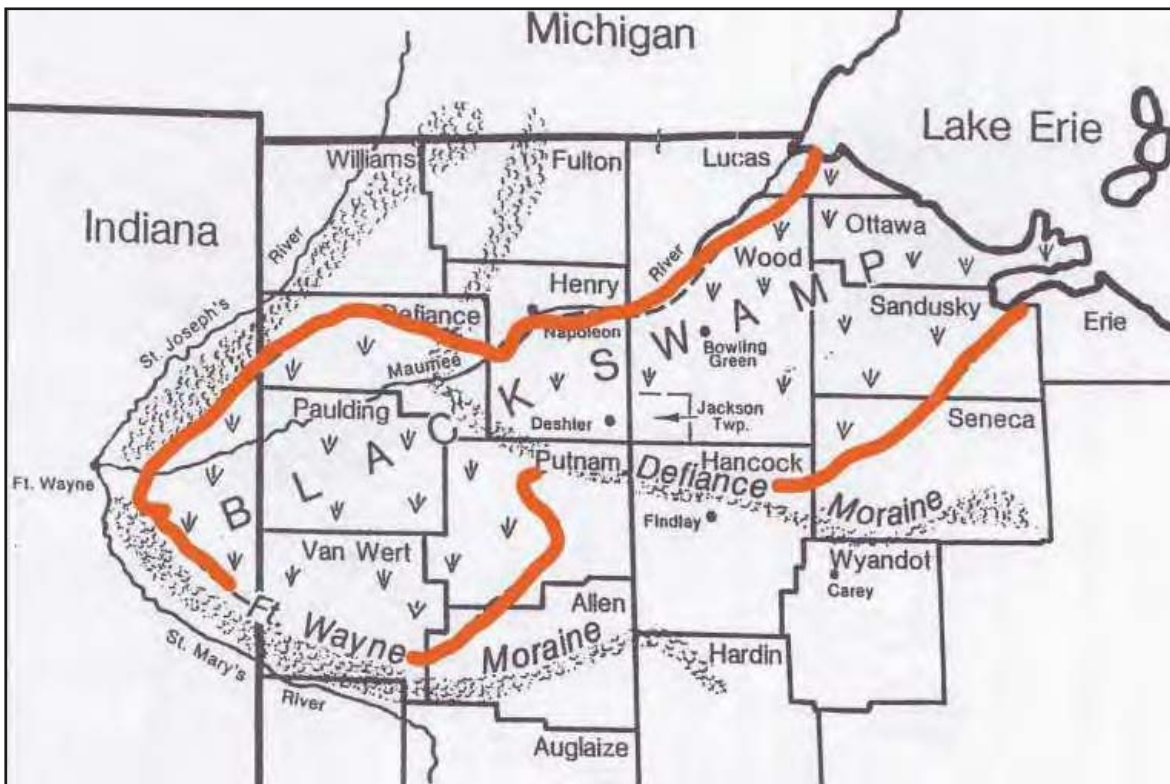 Michigan
Lake Erie
Indiana
Williams
Fulton
Lucas
Ottawa
Wood
Henry
River
River
St. Joseph's
Defiance
Napoleon
Maumee
Sandusky
Erie
Bowling
Green
Paulding
Deshler
Jackson
Twp.
Seneca
Ft. Wayne
Putnam
Hancock
Defiance
Moraine
Findlay
BLACK SWAMP
Van Wert
Wyandot
Carey
Allen
Ft. Wayne
Moraine
Hardin
St. Mary's
River
Auglaize